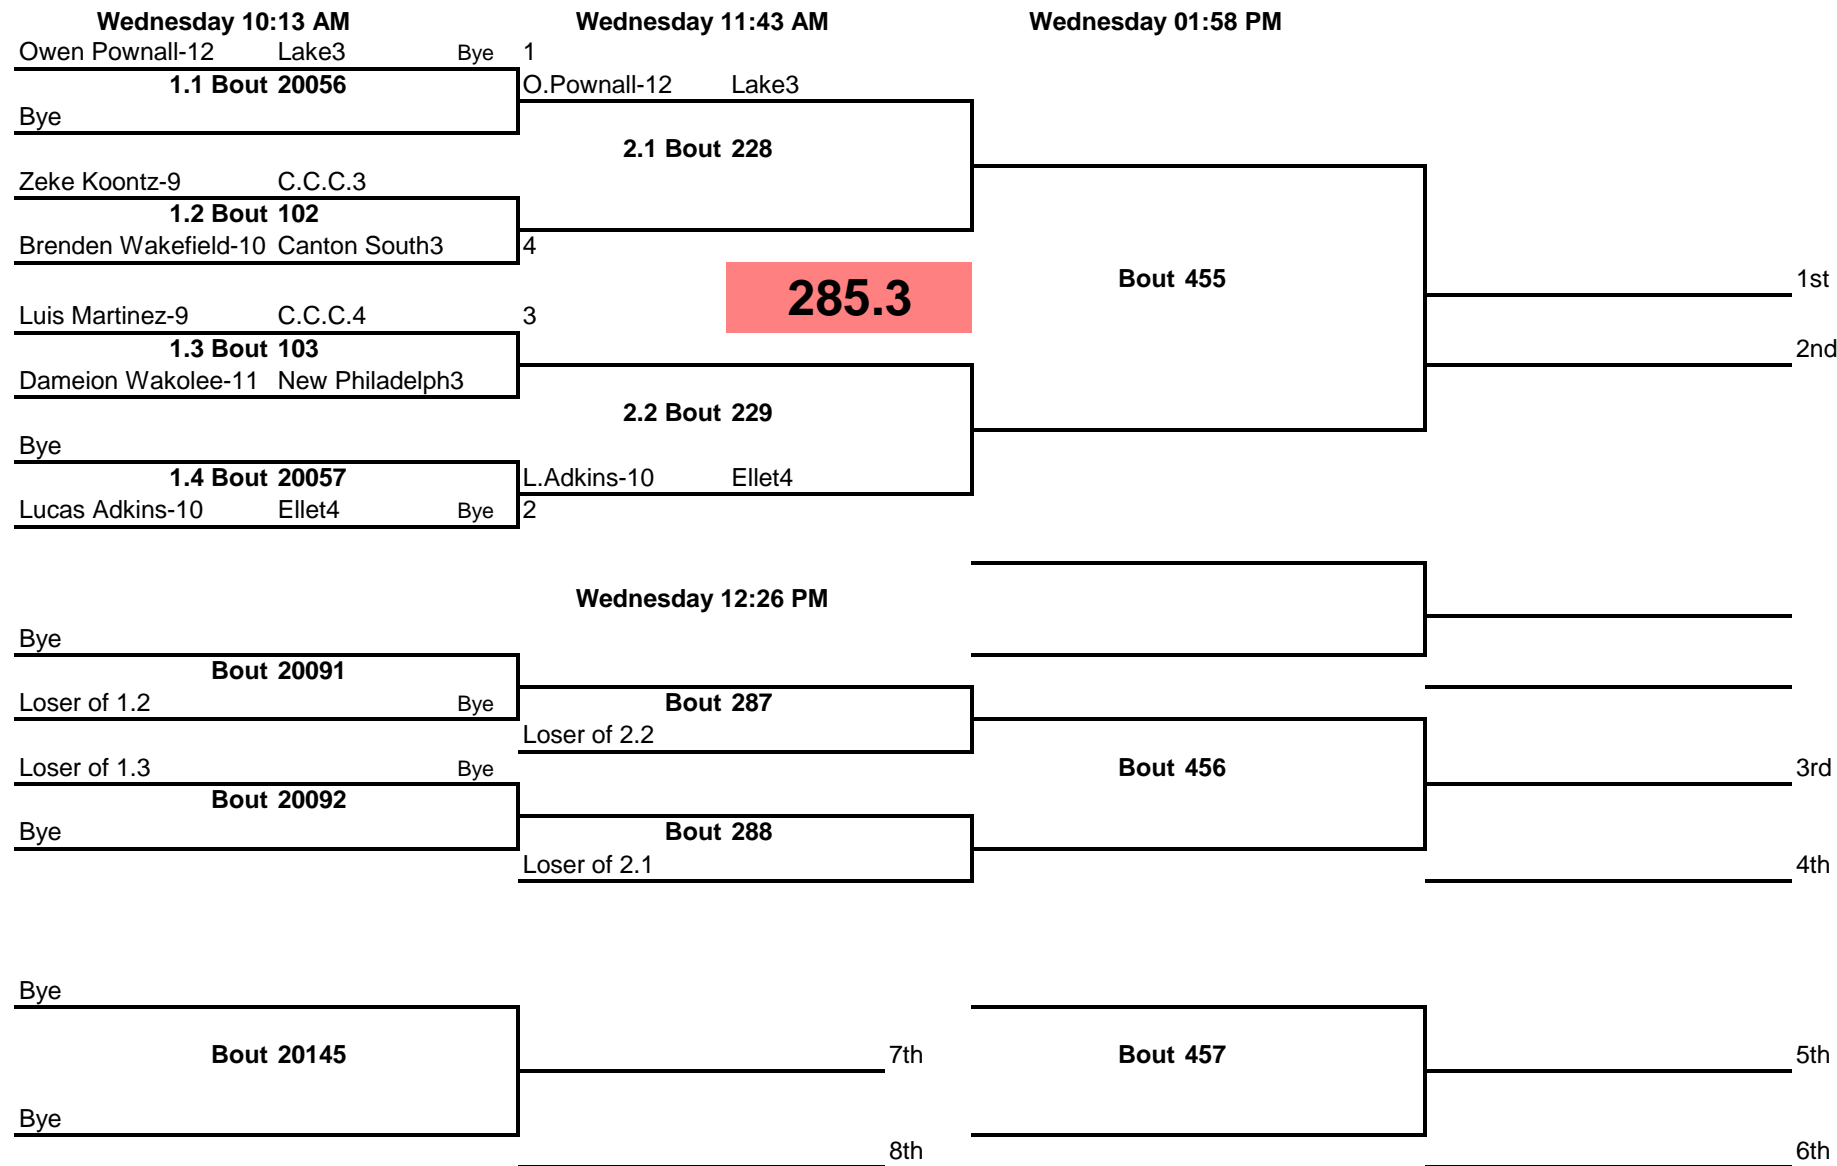 Wednesday 10:13 AM Wednesday 11:43 AM Wednesday 01:58 PM
Owen Pownall-12 Lake3 Bye 1
1.1 Bout 20056 O.Pownall-12 Lake3
Bye
2.1 Bout 228
Zeke Koontz-9 C.C.C.3
1.2 Bout 102
Brenden Wakefield-10 Canton South3 4
285.3 Bout 455 1st
Luis Martinez-9 C.C.C.4 3
1.3 Bout 103 2nd
Dameion Wakolee-11 New Philadelph3
2.2 Bout 229
Bye
1.4 Bout 20057 L.Adkins-10 Ellet4
Lucas Adkins-10 Ellet4 Bye 2
Wednesday 12:26 PM
Bye
Bout 20091
Loser of 1.2 Bye Bout 287
Loser of 2.2
Loser of 1.3 Bye Bout 456 3rd
Bout 20092
Bye Bout 288
Loser of 2.1 4th
Bye
Bout 20145 7th Bout 457 5th
Bye
8th 6th